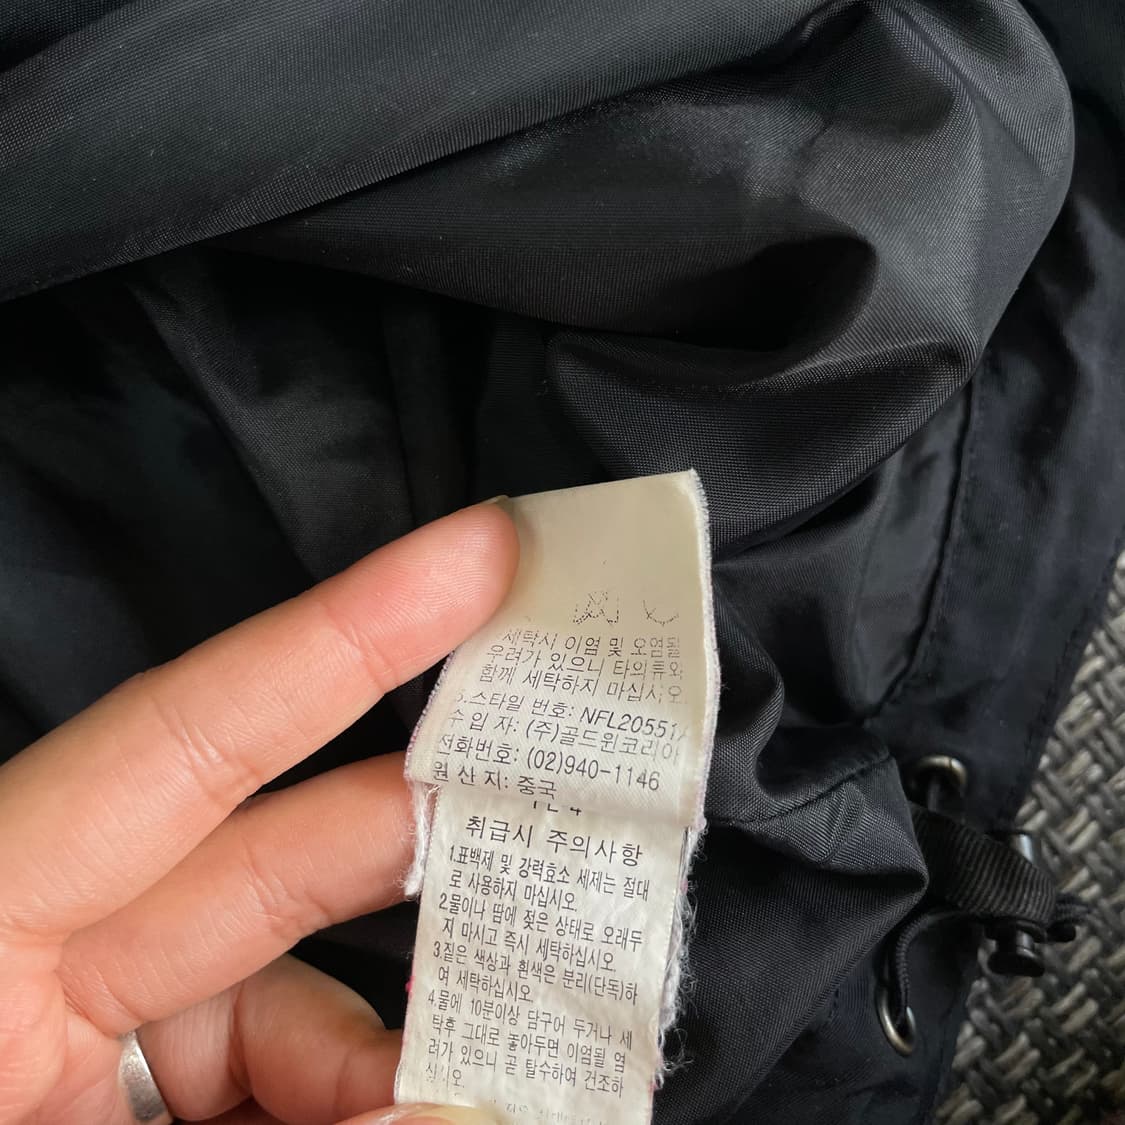 세탁시 이염 및 오염될
우려가 있으니 타의류와
함께 세탁하지 마십시오
스타일 번호: NFL20551
수 입 자: (주)골드윈코리아
전화번호: (02)940-1146
원 산 지: 중국
취급시 주의사항
1.표백제 및 강력효소 세제는 절대
로 사용하지 마십시오.
2.물이나 땀에 젖은 상태로 오래두
지 마시고 즉시 세탁하십시오.
3.짙은 색상과 흰색은 분리(단독)하
여 세탁하십시오.
4.물에 10분이상 담구어 두거나 세
탁후 그대로 놓아두면 이염될 염
려가 있으니 곧 탈수하여 건조하
십시오.